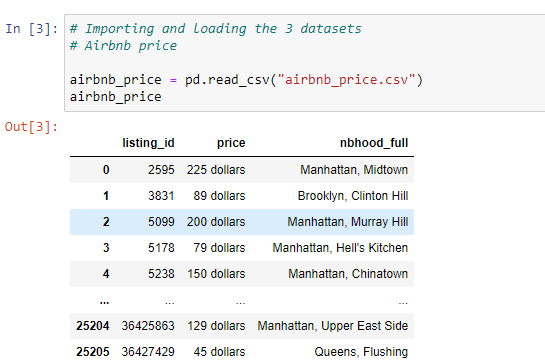 In [3]: # Importing and loading the 3 datasets
# Airbnb price
airbnb_price = pd.read_csv("airbnb_price.csv")
airbnb_price
Out[3]:
listing_id price nbhood_full
0 2595 225 dollars Manhattan, Midtown
1 3831 89 dollars Brooklyn, Clinton Hill
2 5099 200 dollars Manhattan, Murray Hill
3 5178 79 dollars Manhattan, Hell's Kitchen
4 5238 150 dollars Manhattan, Chinatown
... ... ... ...
25204 36425863 129 dollars Manhattan, Upper East Side
25205 36427429 45 dollars Queens, Flushing